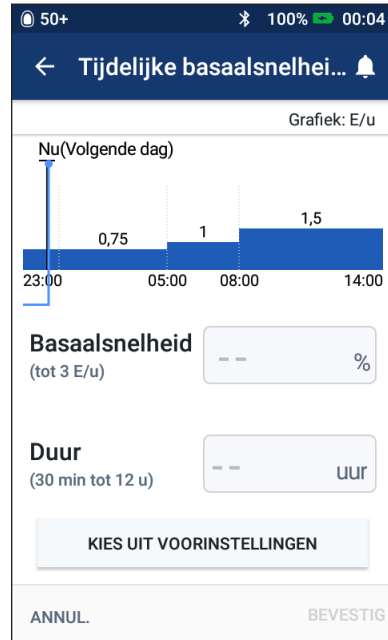 50+ 100% 00:04
Tijdelijke basaalsnelhei...
Grafiek: E/u
Nu(Volgende dag)
0,75 1 1,5
23:00 05:00 08:00 14:00
Basaalsnelheid -- %
(tot 3 E/u)
Duur -- uur
(30 min tot 12 u)
KIES UIT VOORINSTELLINGEN
ANNUL. BEVESTIG